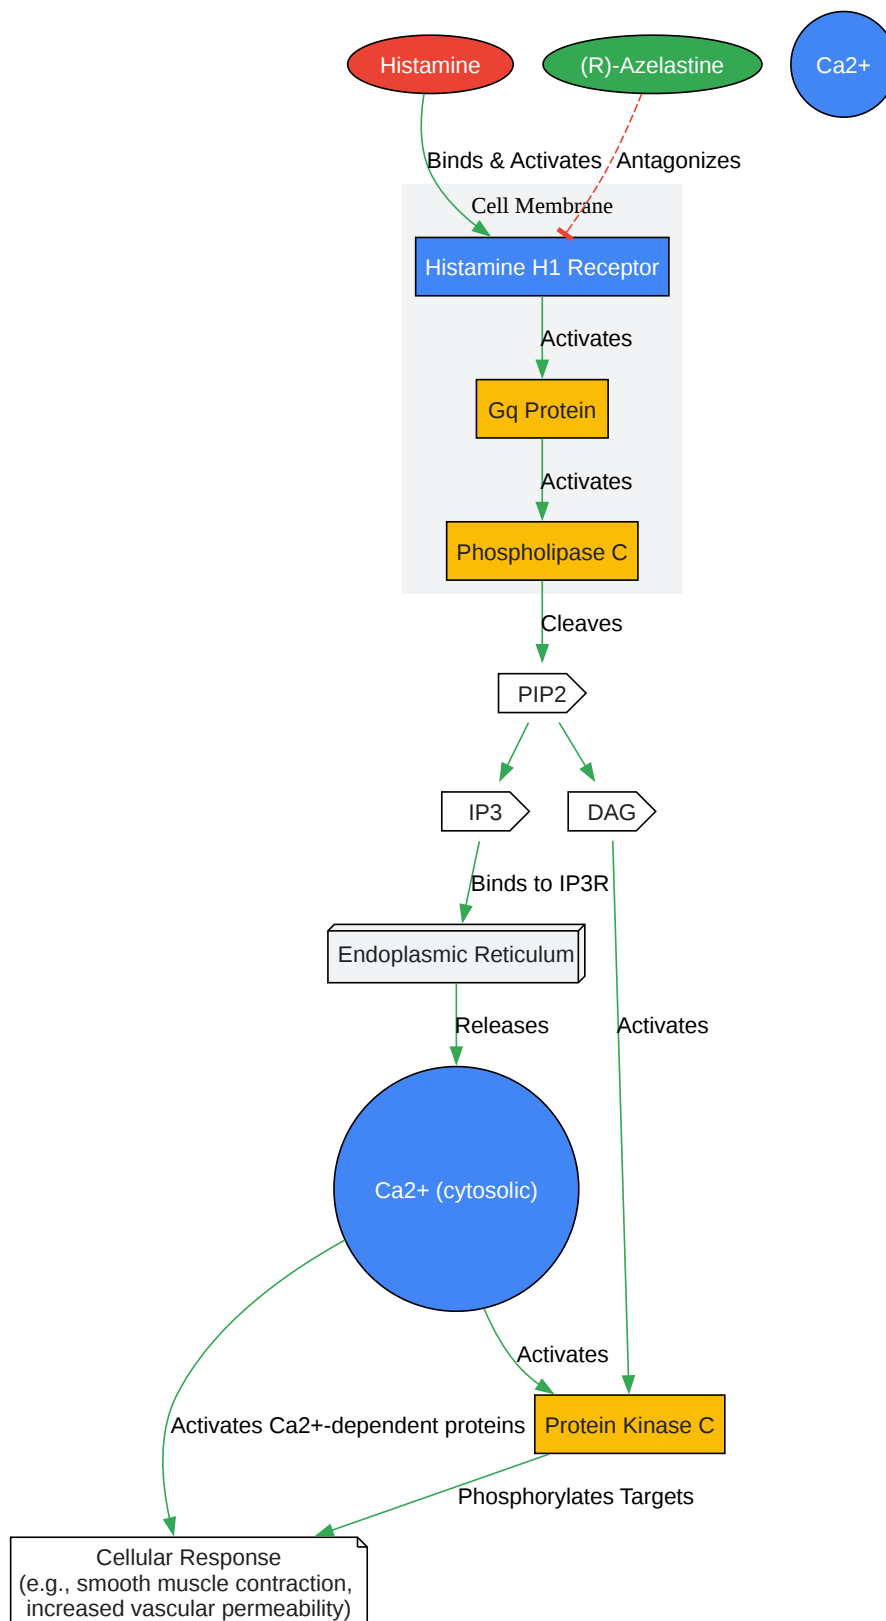 Histamine
(R)-Azelastine
Ca2+
Binds & Activates
Antagonizes
Cell Membrane
Histamine H1 Receptor
Activates
Gq Protein
Activates
Phospholipase C
Cleaves
PIP2
IP3
DAG
Binds to IP3R
Endoplasmic Reticulum
Releases
Activates
Ca2+ (cytosolic)
Activates
Activates Ca2+-dependent proteins
Protein Kinase C
Phosphorylates Targets
Cellular Response
(e.g., smooth muscle contraction,
increased vascular permeability)